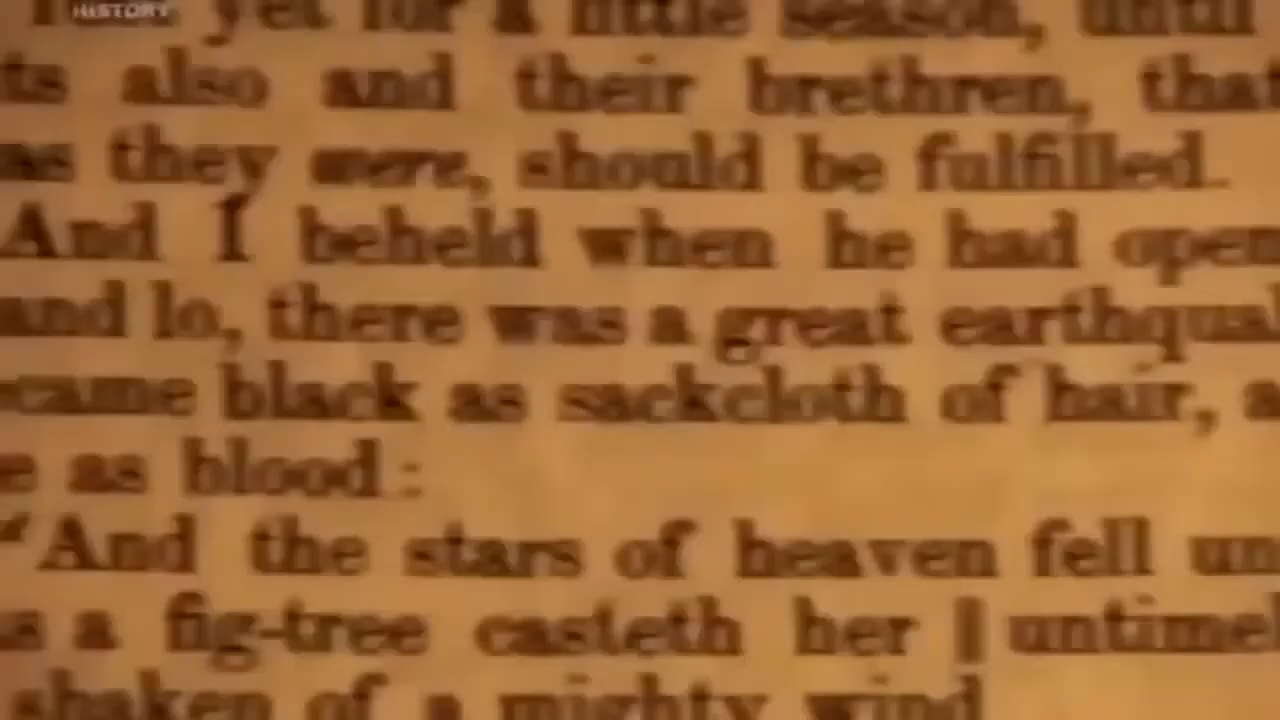 HISTORY
yet for a little season, until
ts also and their brethren, that
as they were, should be fulfilled.
And I beheld when he had open
and lo, there was a great earthqual
came black as sackcloth of hair, a
e as blood:
“And the stars of heaven fell un
s a fig-tree casteth her || untimel
shaken of a mighty wind